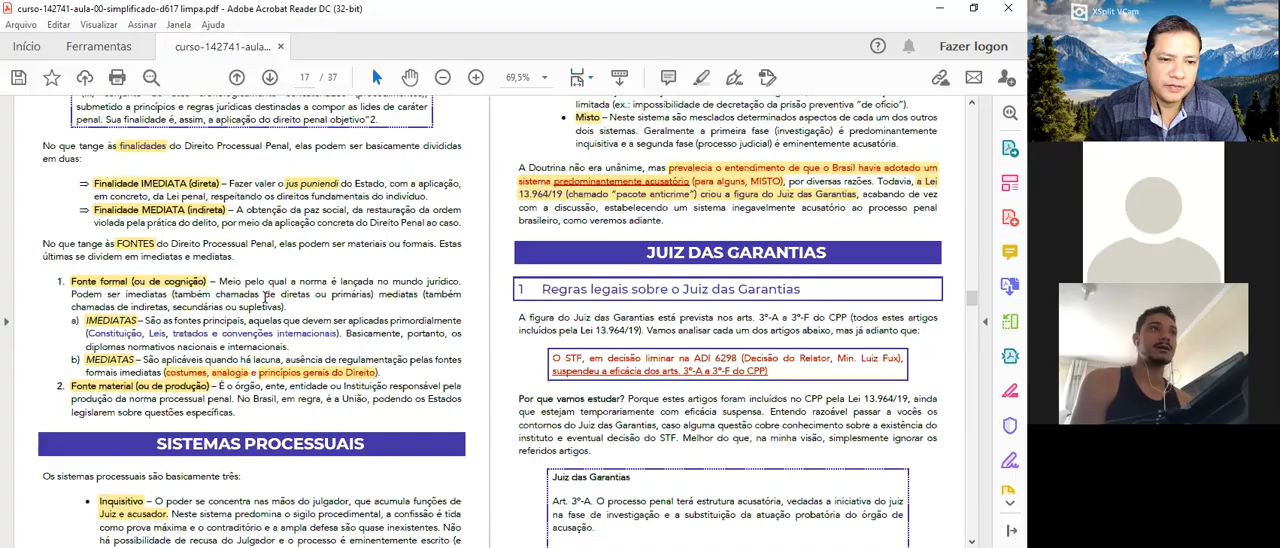 curso-142741-aula-00-simplificado-d617 limpa.pdf - Adobe Acrobat Reader DC (32-bit)
Arquivo Editar Visualizar Assinar Janela Ajuda
Início Ferramentas curso-142741-aula... × Fazer logon
17 / 37 69,5%
submetido a princípios e regras jurídicas destinadas a compor as lides de caráter
penal. Sua finalidade é, assim, a aplicação do direito penal objetivo"2.
No que tange às finalidades do Direito Processual Penal, elas podem ser basicamente divididas
em duas:
⇒ Finalidade IMEDIATA (direta) – Fazer valer o jus puniendi do Estado, com a aplicação,
em concreto, da Lei penal, respeitando os direitos fundamentais do indivíduo.
⇒ Finalidade MEDIATA (indireta) – A obtenção da paz social, da restauração da ordem
violada pela prática do delito, por meio da aplicação concreta do Direito Penal ao caso.
No que tange às FONTES do Direito Processual Penal, elas podem ser materiais ou formais. Estas
últimas se dividem em imediatas e mediatas.
1. Fonte formal (ou de cognição) – Meio pelo qual a norma é lançada no mundo jurídico.
Podem ser imediatas (também chamadas de diretas ou primárias) mediatas (também
chamadas de indiretas, secundárias ou supletivas).
a) IMEDIATAS – São as fontes principais, aquelas que devem ser aplicadas primordialmente
(Constituição, Leis, tratados e convenções internacionais). Basicamente, portanto, os
diplomas normativos nacionais e internacionais.
b) MEDIATAS – São aplicáveis quando há lacuna, ausência de regulamentação pelas fontes
formais imediatas (costumes, analogia e princípios gerais do Direito).
2. Fonte material (ou de produção) – É o órgão, ente, entidade ou Instituição responsável pela
produção da norma processual penal. No Brasil, em regra, é a União, podendo os Estados
legislarem sobre questões específicas.
SISTEMAS PROCESSUAIS
Os sistemas processuais são basicamente três:
• Inquisitivo – O poder se concentra nas mãos do julgador, que acumula funções de
Juiz e acusador. Neste sistema predomina o sigilo procedimental, a confissão é tida
como prova máxima e o contraditório e a ampla defesa são quase inexistentes. Não
há possibilidade de recusa do Julgador e o processo é eminentemente escrito (e
limitada (ex.: impossibilidade de decretação da prisão preventiva "de ofício").
• Misto – Neste sistema são mesclados determinados aspectos de cada um dos outros
dois sistemas. Geralmente a primeira fase (investigação) é predominantemente
inquisitiva e a segunda fase (processo judicial) é eminentemente acusatória.
A Doutrina não era unânime, mas prevalecia o entendimento de que o Brasil havia adotado um
sistema predominantemente acusatório (para alguns, MISTO), por diversas razões. Todavia, a Lei
13.964/19 (chamado "pacote anticrime") criou a figura do Juiz das Garantias, acabando de vez
com a discussão, estabelecendo um sistema inegavelmente acusatório ao processo penal
brasileiro, como veremos adiante.
JUIZ DAS GARANTIAS
1 Regras legais sobre o Juiz das Garantias
A figura do Juiz das Garantias está prevista nos arts. 3º-A a 3º-F do CPP (todos estes artigos
incluídos pela Lei 13.964/19). Vamos analisar cada um dos artigos abaixo, mas já adianto que:
O STF, em decisão liminar na ADI 6298 (Decisão do Relator, Min. Luiz Fux),
suspendeu a eficácia dos arts. 3º-A a 3º-F do CPP)
Por que vamos estudar? Porque estes artigos foram incluídos no CPP pela Lei 13.964/19, ainda
que estejam temporariamente com eficácia suspensa. Entendo razoável passar a vocês os
contornos do Juiz das Garantias, caso alguma questão cobre conhecimento sobre a existência do
instituto e eventual decisão do STF. Melhor do que, na minha visão, simplesmente ignorar os
referidos artigos.
Juiz das Garantias
Art. 3º-A. O processo penal terá estrutura acusatória, vedadas a iniciativa do juiz
na fase de investigação e a substituição da atuação probatória do órgão de
acusação.
XSplit VCam